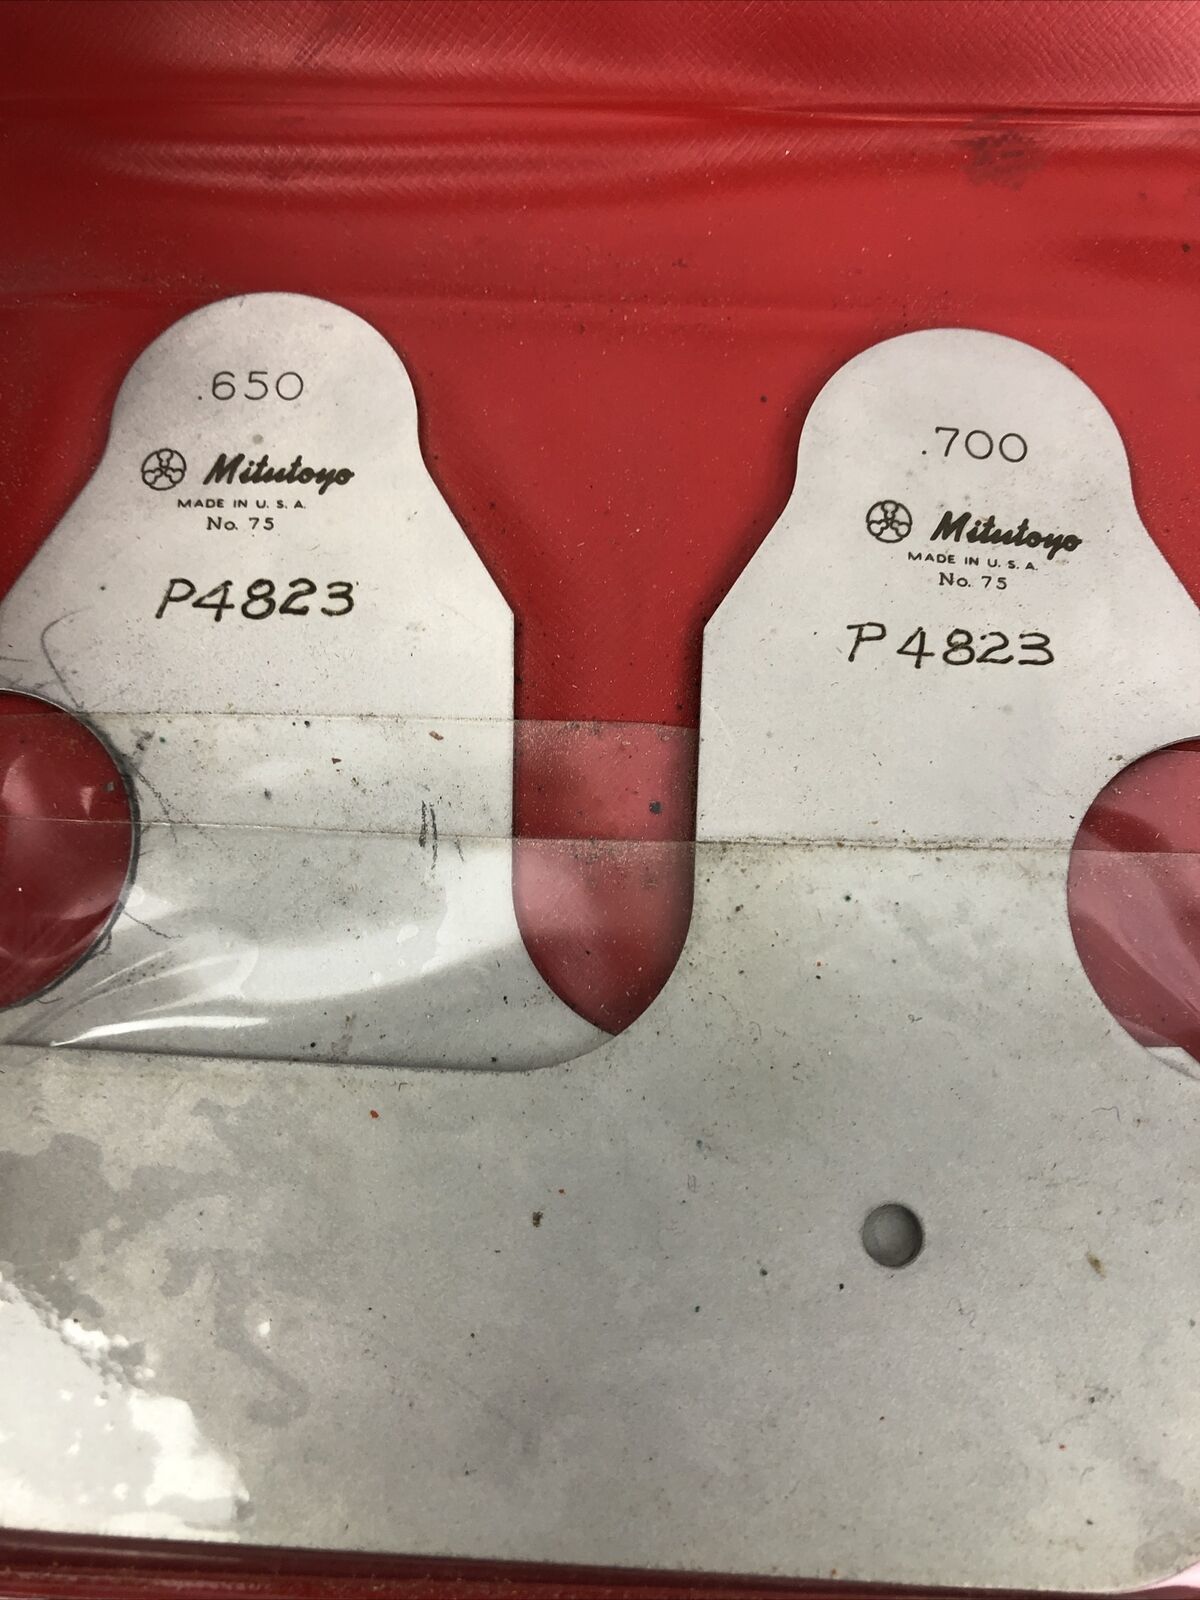 .650
Mitutoyo
MADE IN U. S. A.
No. 75
P4823
.700
Mitutoyo
MADE IN U. S. A.
No. 75
P4823